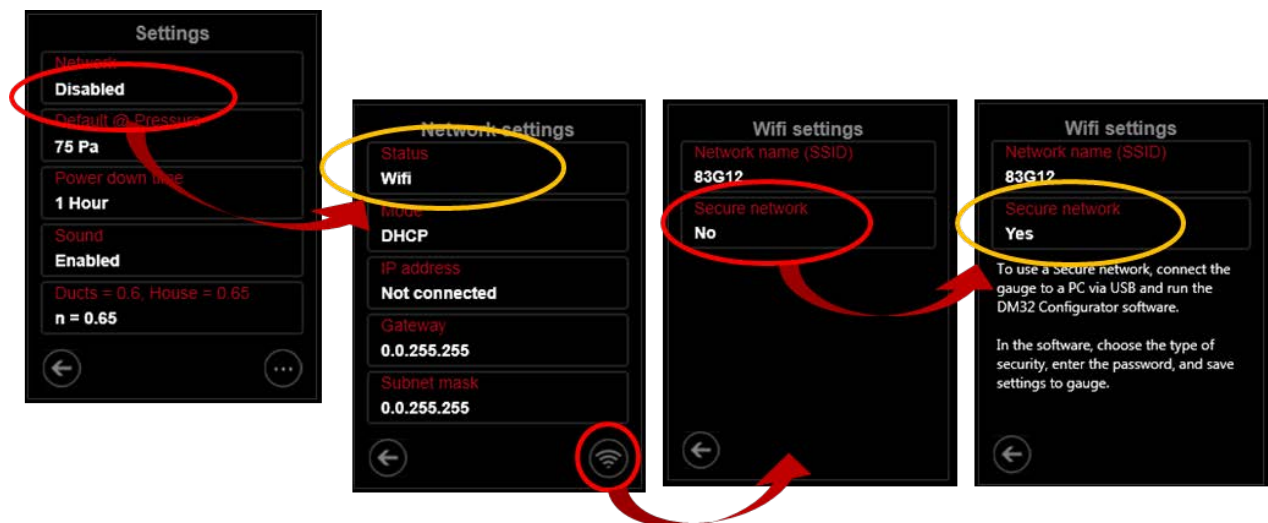 Settings
Network
Disabled
Default @ Pressure
75 Pa
Power down time
1 Hour
Sound
Enabled
Ducts = 0.6, House = 0.65
n = 0.65
Network settings
Status
Wifi
Mode
DHCP
IP address
Not connected
Gateway
0.0.255.255
Subnet mask
0.0.255.255
Wifi settings
Network name (SSID)
83G12
Secure network
No
Wifi settings
Network name (SSID)
83G12
Secure network
Yes
To use a Secure network, connect the
gauge to a PC via USB and run the
DM32 Configurator software.
In the software, choose the type of
security, enter the password, and save
settings to gauge.